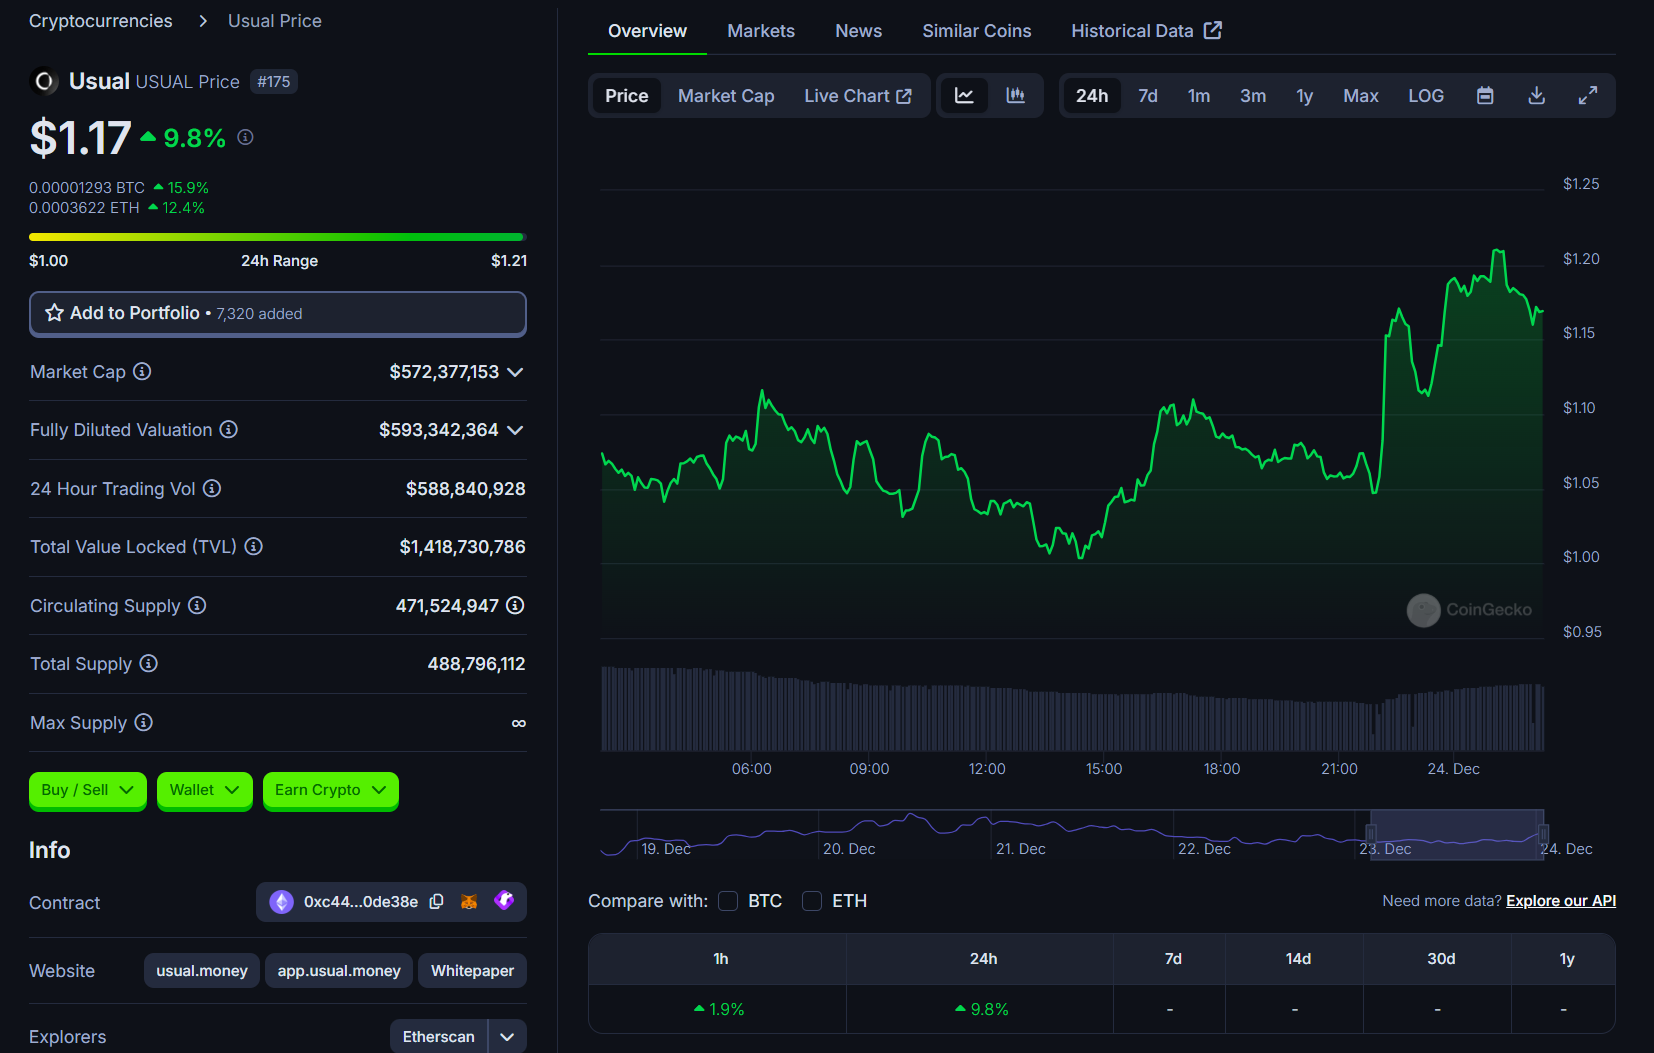 Cryptocurrencies > Usual Price
Usual USUAL Price #175
$1.17 9.8%
0.00001293 BTC 15.9%
0.0003622 ETH 12.4%
$1.00 24h Range $1.21
Add to Portfolio • 7,320 added
Market Cap $572,377,153
Fully Diluted Valuation $593,342,364
24 Hour Trading Vol $588,840,928
Total Value Locked (TVL) $1,418,730,786
Circulating Supply 471,524,947
Total Supply 488,796,112
Max Supply ∞
Buy / Sell Wallet Earn Crypto
Info
Contract 0xc44...0de38e
Website usual.money app.usual.money Whitepaper
Explorers Etherscan
Overview Markets News Similar Coins Historical Data
Price Market Cap Live Chart 24h 7d 1m 3m 1y Max LOG
$1.25
$1.20
$1.15
$1.10
$1.05
$1.00
$0.95
CoinGecko
06:00 09:00 12:00 15:00 18:00 21:00 24. Dec
19. Dec 20. Dec 21. Dec 22. Dec 23. Dec 24. Dec
Compare with: BTC ETH Need more data? Explore our API
1h 24h 7d 14d 30d 1y
1.9% 9.8% - - - -